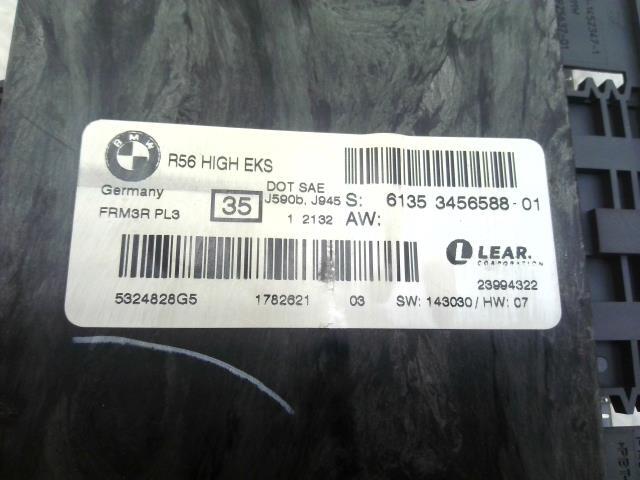 BMW
R56 HIGH EKS
Germany
FRM3R PL3
35
DOT SAE
J590b, J945
1 2132
S: 6135 3456588-01
AW:
LEAR.
CORPORATION
23994322
5324828G5
1782621
03
SW: 143030 / HW: 07